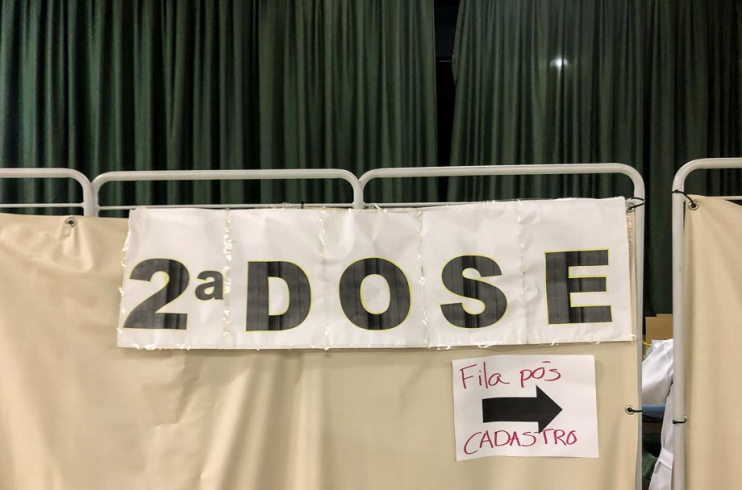 2a DOSE
Fila pós
CADASTRO